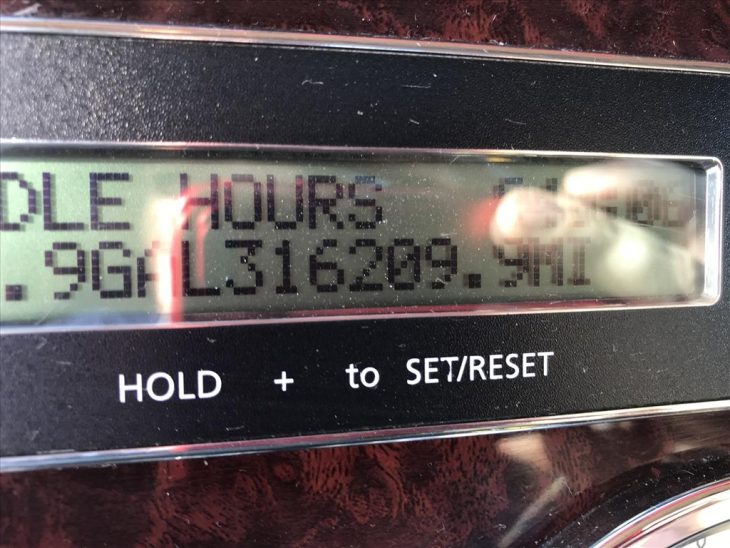 DLE HOURS
.9GAL316209.9MI
HOLD + to SET/RESET